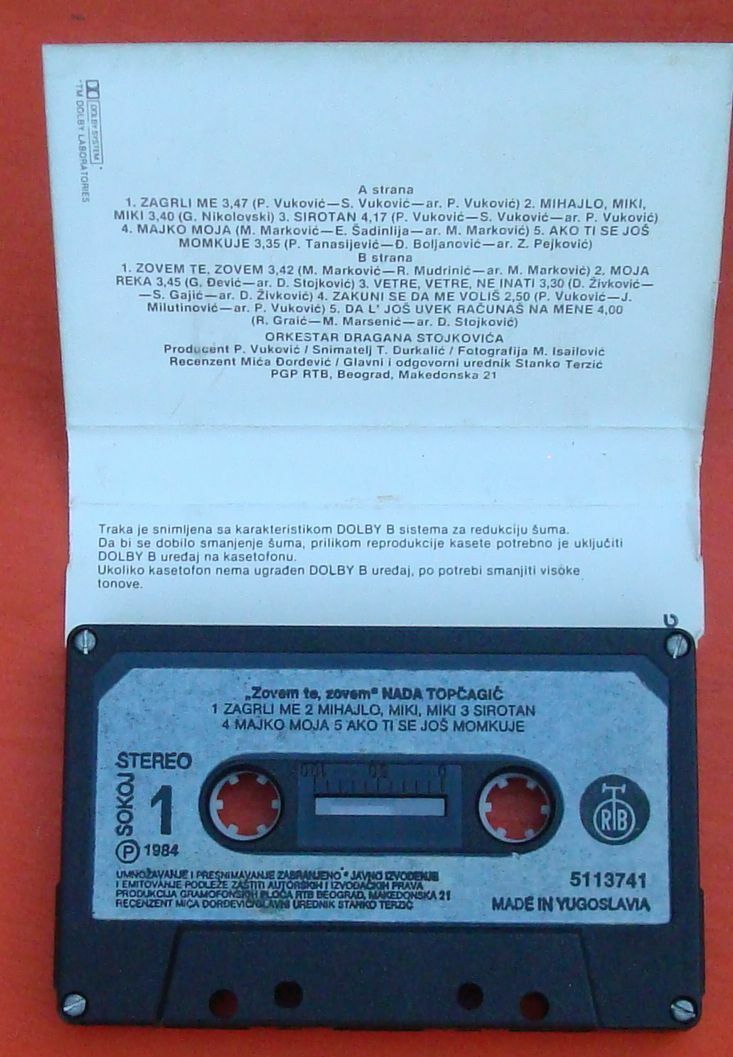 DOLBY SYSTEM
*TM DOLBY LABORATORIES
A strana
1. ZAGRLI ME 3,47 (P. Vuković—S. Vuković—ar. P. Vuković) 2. MIHAJLO, MIKI,
MIKI 3,40 (G. Nikolovski) 3. SIROTAN 4,17 (P. Vuković—S. Vuković—ar. P. Vuković)
4. MAJKO MOJA (M. Marković—E. Šadinlija—ar. M. Marković) 5. AKO TI SE JOŠ
MOMKUJE 3,35 (P. Tanasijević—Đ. Boljanović—ar. Z. Pejković)
B strana
1. ZOVEM TE, ZOVEM 3,42 (M. Marković—R. Mudrinić—ar. M. Marković) 2. MOJA
REKA 3,45 (G. Đević—ar. D. Stojković) 3. VETRE, VETRE, NE INATI 3,30 (D. Živković—
—S. Gajić—ar. D. Živković) 4. ZAKUNI SE DA ME VOLIŠ 2,50 (P. Vuković—J.
Milutinović—ar. P. Vuković) 5. DA L' JOŠ UVEK RAČUNAŠ NA MENE 4,00
(R. Graić—M. Marsenić—ar. D. Stojković)
ORKESTAR DRAGANA STOJKOVIĆA
Producent P. Vuković / Snimatelj T. Durkalić / Fotografija M. Isailović
Recenzent Mića Đorđević / Glavni i odgovorni urednik Stanko Terzić
PGP RTB, Beograd, Makedonska 21
Traka je snimljena sa karakteristikom DOLBY B sistema za redukciju šuma.
Da bi se dobilo smanjenje šuma, prilikom reprodukcije kasete potrebno je uključiti
DOLBY B uređaj na kasetofonu.
Ukoliko kasetofon nema ugrađen DOLBY B uređaj, po potrebi smanjiti visoke
tonove.
„Zovem te, zovem“ NADA TOPČAGIĆ
1 ZAGRLI ME 2 MIHAJLO, MIKI, MIKI 3 SIROTAN
4 MAJKO MOJA 5 AKO TI SE JOŠ MOMKUJE
STEREO
SOKOJ
1
100 50 0
RTB
Ⓟ 1984
UMNOŽAVANJE I PRESNIMAVANJE ZABRANJENO * JAVNO IZVOĐENJE
I EMITOVANJE PODLEŽE ZAŠTITI AUTORSKIH I IZVOĐAČKIH PRAVA
PRODUKCIJA GRAMOFONSKIH PLOČA RTB BEOGRAD, MAKEDONSKA 21
RECENZENT MIĆA ĐORĐEVIĆ/GLAVNI UREDNIK STANKO TERZIĆ
5113741
MADE IN YUGOSLAVIA